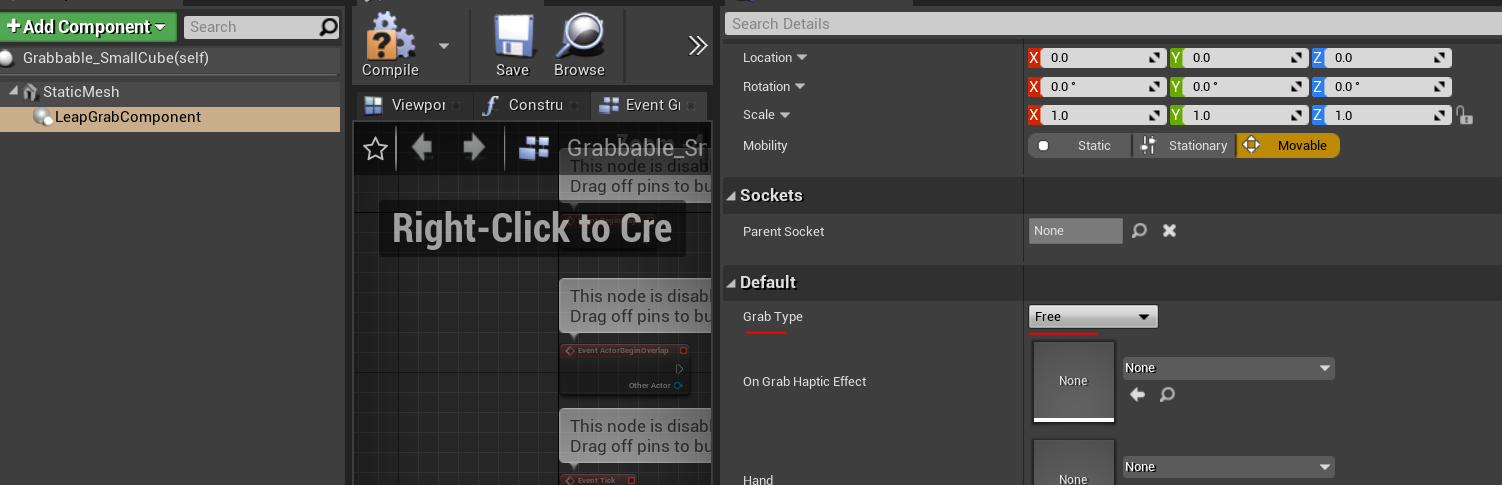 + Add Component
Search
Grabbable_SmallCube(self)
StaticMesh
LeapGrabComponent
Compile
Save
Browse
Viewpor
Constru
Event Gr
Grabbable_Sr
This node is disabl
Drag off pins to bu
Right-Click to Cre
This node is disabl
Drag off pins to bu
Event ActorBeginOverlap
Other Actor
This node is disabl
Drag off pins to bu
Event Tick
Search Details
Location X 0.0 Y 0.0 Z 0.0
Rotation X 0.0 ° Y 0.0 ° Z 0.0 °
Scale X 1.0 Y 1.0 Z 1.0
Mobility Static Stationary Movable
Sockets
Parent Socket None
Default
Grab Type Free
On Grab Haptic Effect None None
Hand None None